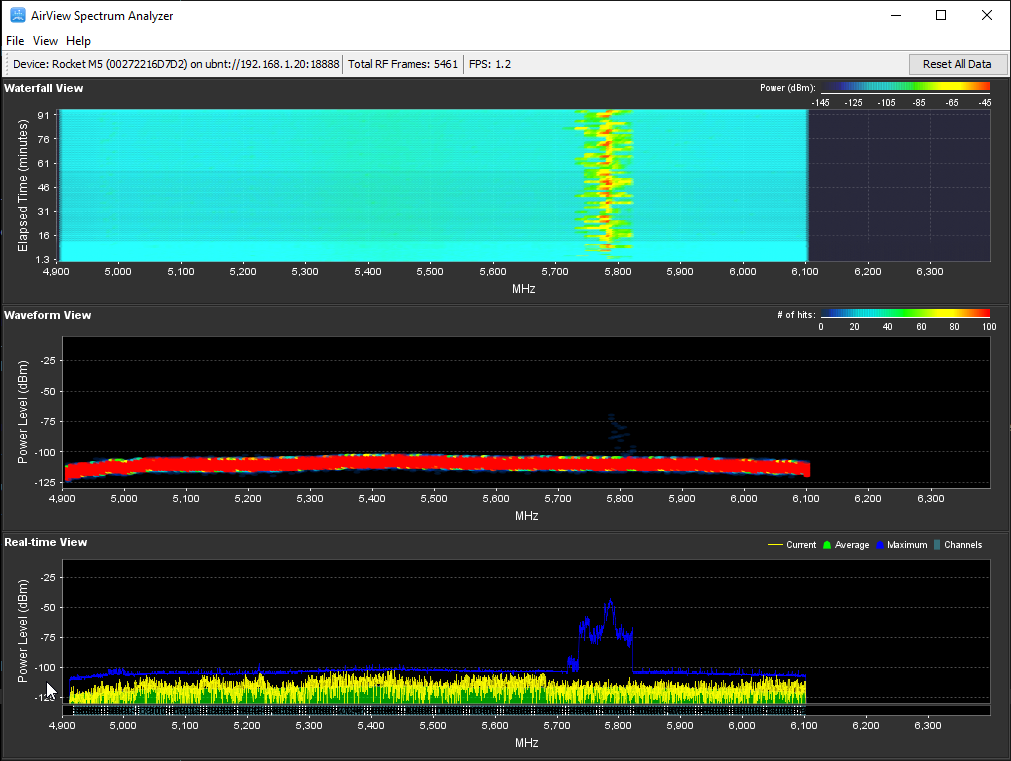 AirView Spectrum Analyzer
File View Help
Device: Rocket M5 (00272216D7D2) on ubnt://192.168.1.20:18888 Total RF Frames: 5461 FPS: 1.2 Reset All Data
Waterfall View
Power (dBm):
-145 -125 -105 -85 -65 -45
Elapsed Time (minutes)
91
76
61
46
31
16
1.3
4,900 5,000 5,100 5,200 5,300 5,400 5,500 5,600 5,700 5,800 5,900 6,000 6,100 6,200 6,300
MHz
Waveform View
# of hits:
0 20 40 60 80 100
Power Level (dBm)
-25
-50
-75
-100
-125
4,900 5,000 5,100 5,200 5,300 5,400 5,500 5,600 5,700 5,800 5,900 6,000 6,100 6,200 6,300
MHz
Real-time View
Current Average Maximum Channels
Power Level (dBm)
-25
-50
-75
-100
4,900 5,000 5,100 5,200 5,300 5,400 5,500 5,600 5,700 5,800 5,900 6,000 6,100 6,200 6,300
MHz